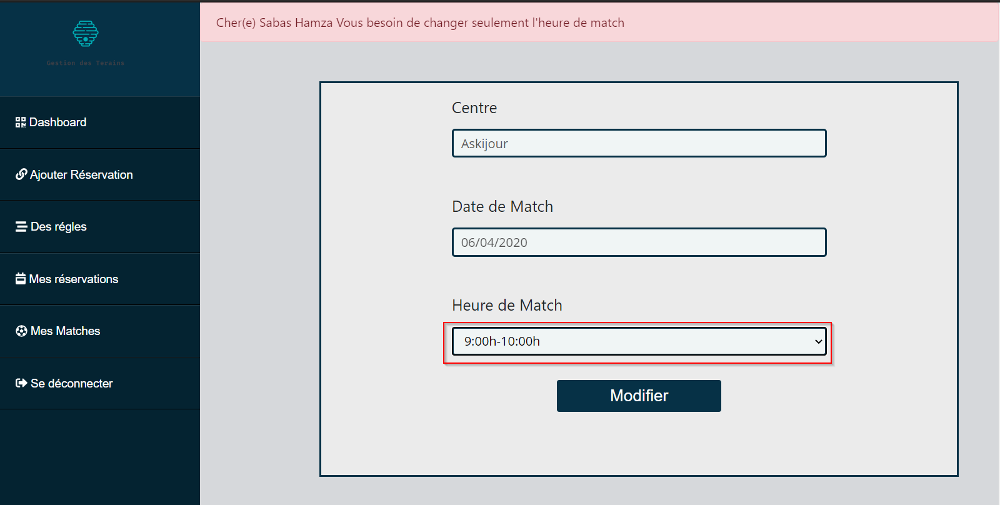 Gestion des Terains
Dashboard
Ajouter Réservation
Des régles
Mes réservations
Mes Matches
Se déconnecter
Cher(e) Sabas Hamza Vous besoin de changer seulement l'heure de match
Centre
Askijour
Date de Match
06/04/2020
Heure de Match
9:00h-10:00h
Modifier